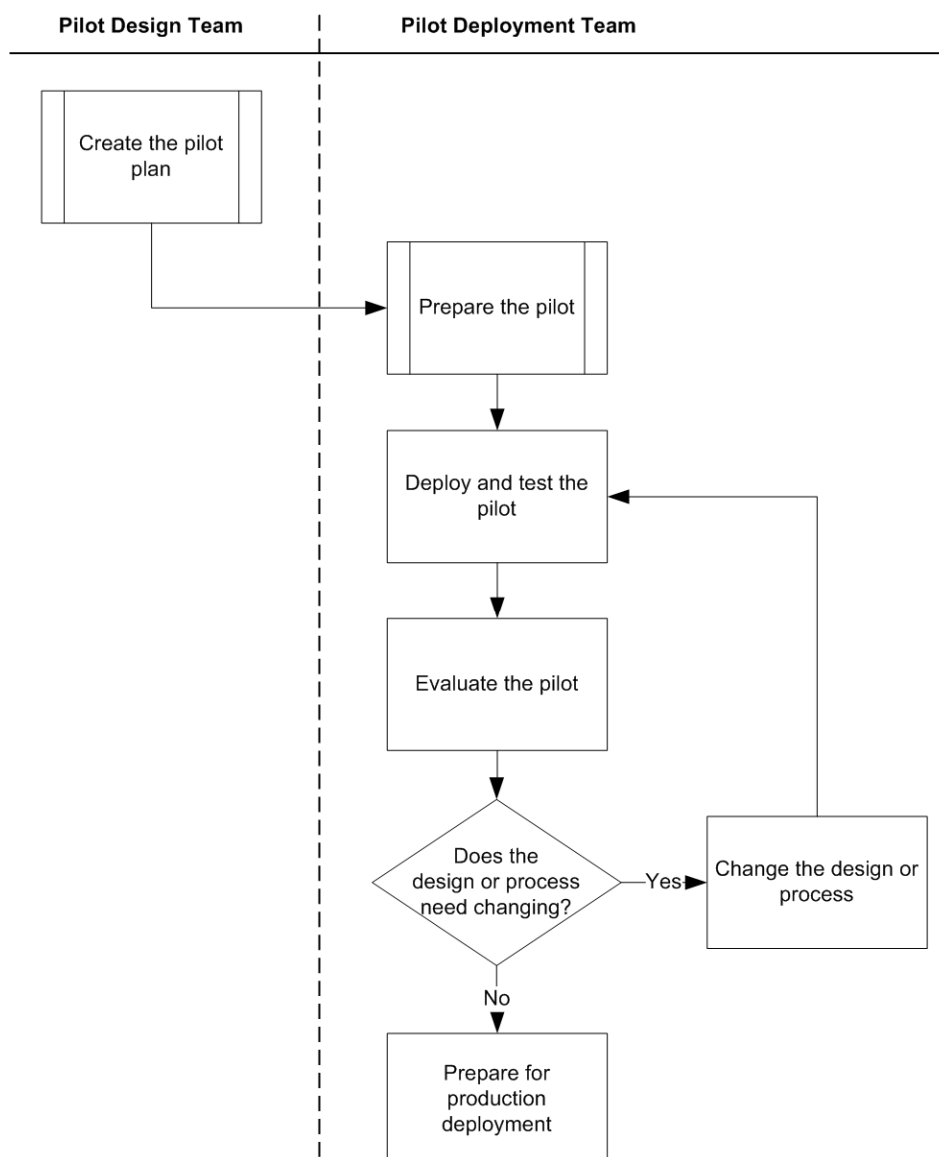 Pilot Design Team
Pilot Deployment Team
Create the pilot
plan
Prepare the pilot
Deploy and test the
pilot
Evaluate the pilot
Does the
design or process
need changing?
Yes
Change the design or
process
No
Prepare for
production
deployment